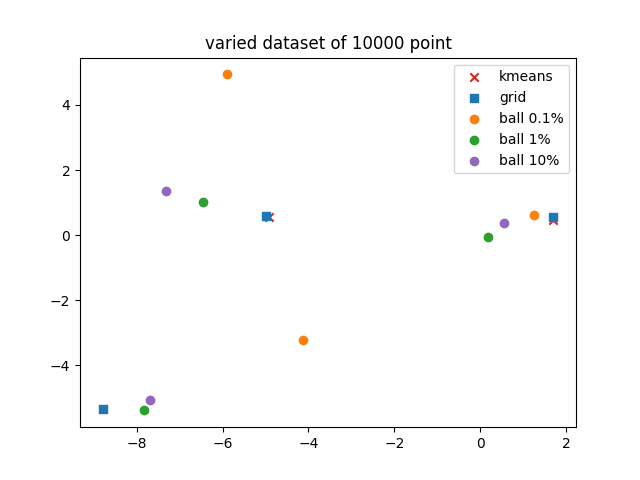 varied dataset of 10000 point
kmeans
grid
ball 0.1%
ball 1%
ball 10%
4
2
0
−2
−4
−8
−6
−4
−2
0
2